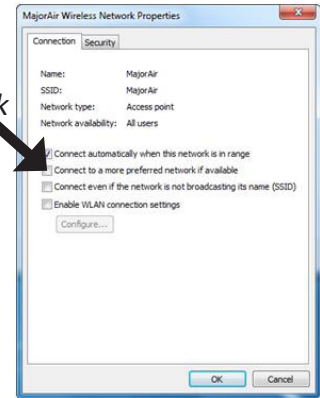 MajorAir Wireless Network Properties
Connection Security
Name: MajorAir
SSID: MajorAir
Network type: Access point
Network availability: All users
k
Connect automatically when this network is in range
Connect to a more preferred network if available
Connect even if the network is not broadcasting its name (SSID)
Enable WLAN connection settings
Configure...
OK Cancel